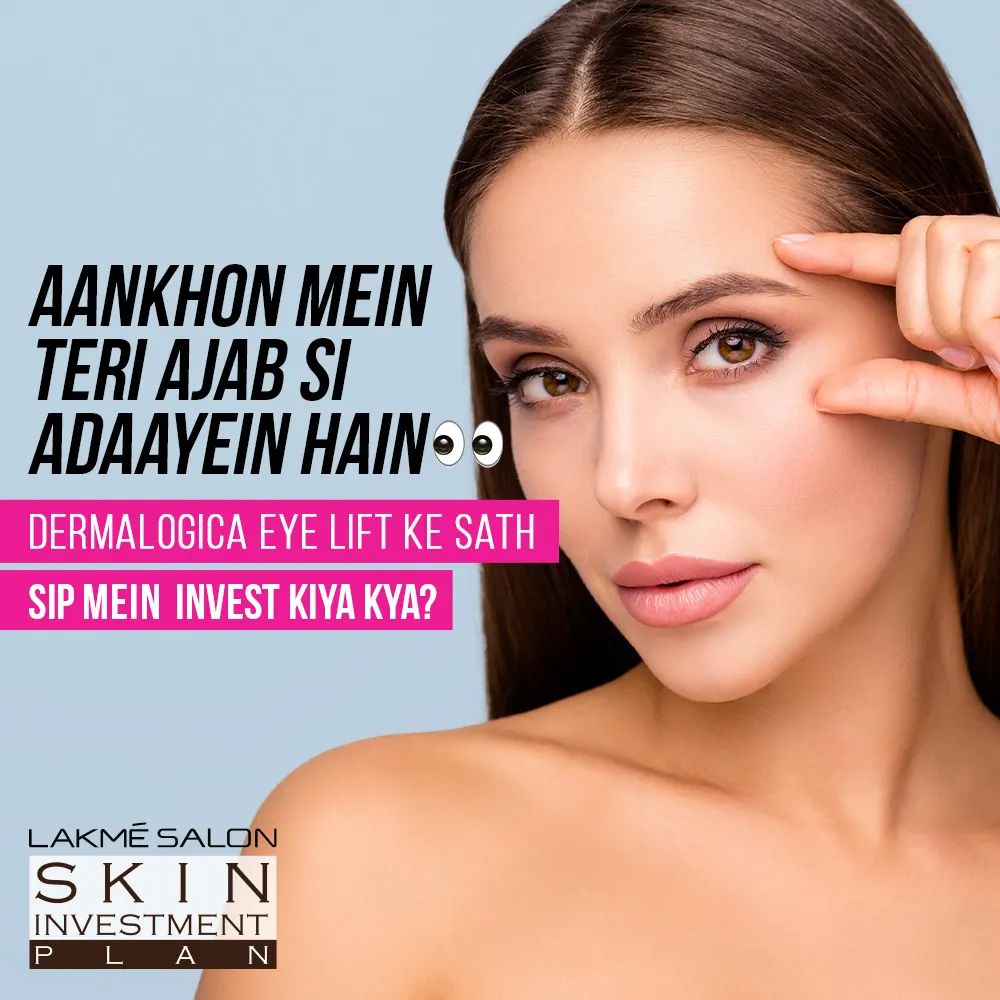 AANKHON MEIN
TERI AJAB SI
ADAAYEIN HAIN👀
DERMALOGICA EYE LIFT KE SATH
SIP MEIN INVEST KIYA KYA?
LAKMÉ SALON
SKIN
INVESTMENT
PLAN